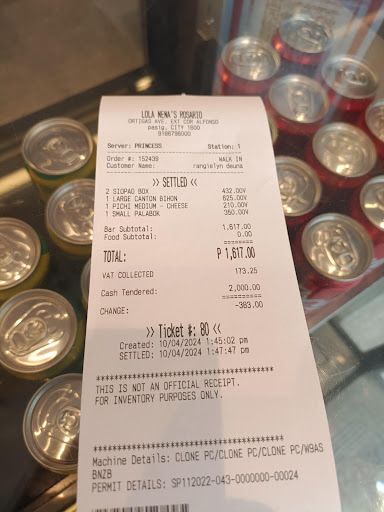 LOLA NENA'S ROSARIO
ORTIGAS AVE. EXT COR ALFONSO
pasig, CITY 1600
9166796000
Server: PRINCESS Station: 1
Order #: 152439 WALK IN
Customer Name: rangielyn deuna
>> SETTLED <<
2 SIOPAO BOX 432.00V
1 LARGE CANTON BIHON 625.00V
1 PICHI MEDIUM - CHEESE 210.00V
1 SMALL PALABOK 350.00V
Bar Subtotal: 1,617.00
Food Subtotal: 0.00
========
TOTAL: P 1,617.00
VAT COLLECTED 173.25
Cash Tendered: 2,000.00
========
CHANGE: -383.00
>> Ticket #: 80 <<
Created: 10/04/2024 1:45:02 pm
SETTLED: 10/04/2024 1:47:47 pm
****************************************
THIS IS NOT AN OFFICIAL RECEIPT.
FOR INVENTORY PURPOSES ONLY.
****************************************
Machine Details: CLONE PC/CLONE PC/CLONE PC/W9AS
BNZB
PERMIT DETAILS: SP112022-043-0000000-00024